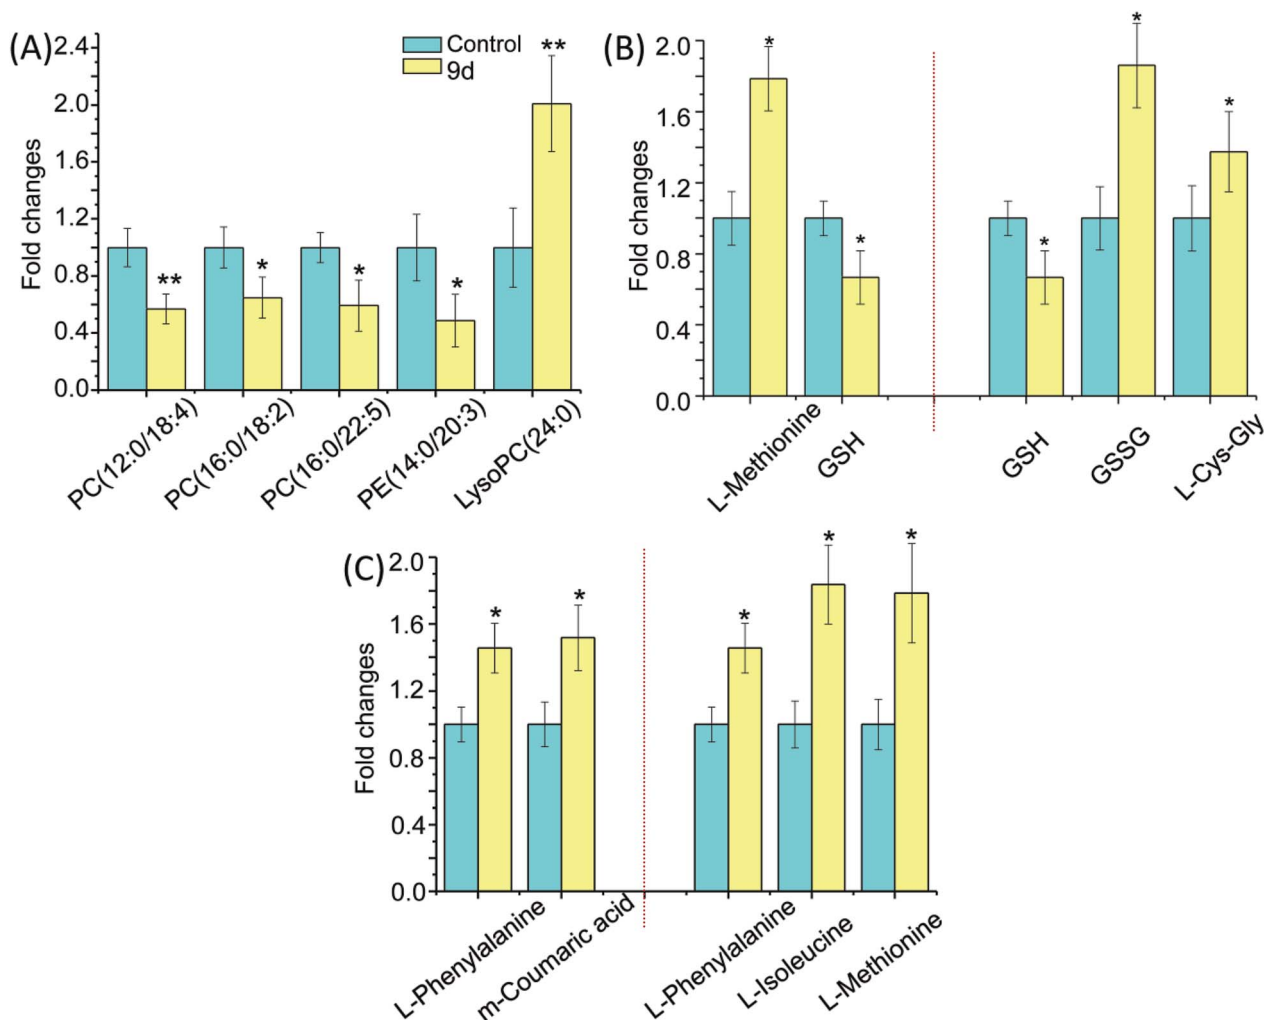 (A)
Fold changes
2.4
2.0
1.6
1.2
0.8
0.4
0.0
Control
9d
**
*
*
*
**
PC(12:0/18:4)
PC(16:0/18:2)
PC(16:0/22:5)
PE(14:0/20:3)
LysoPC(24:0)
(B)
Fold changes
2.0
1.6
1.2
0.8
0.4
0.0
*
*
*
*
*
L-Methionine
GSH
GSH
GSSG
L-Cys-Gly
(C)
Fold changes
2.0
1.6
1.2
0.8
0.4
0.0
*
*
*
*
*
L-Phenylalanine
m-Coumaric acid
L-Phenylalanine
L-Isoleucine
L-Methionine